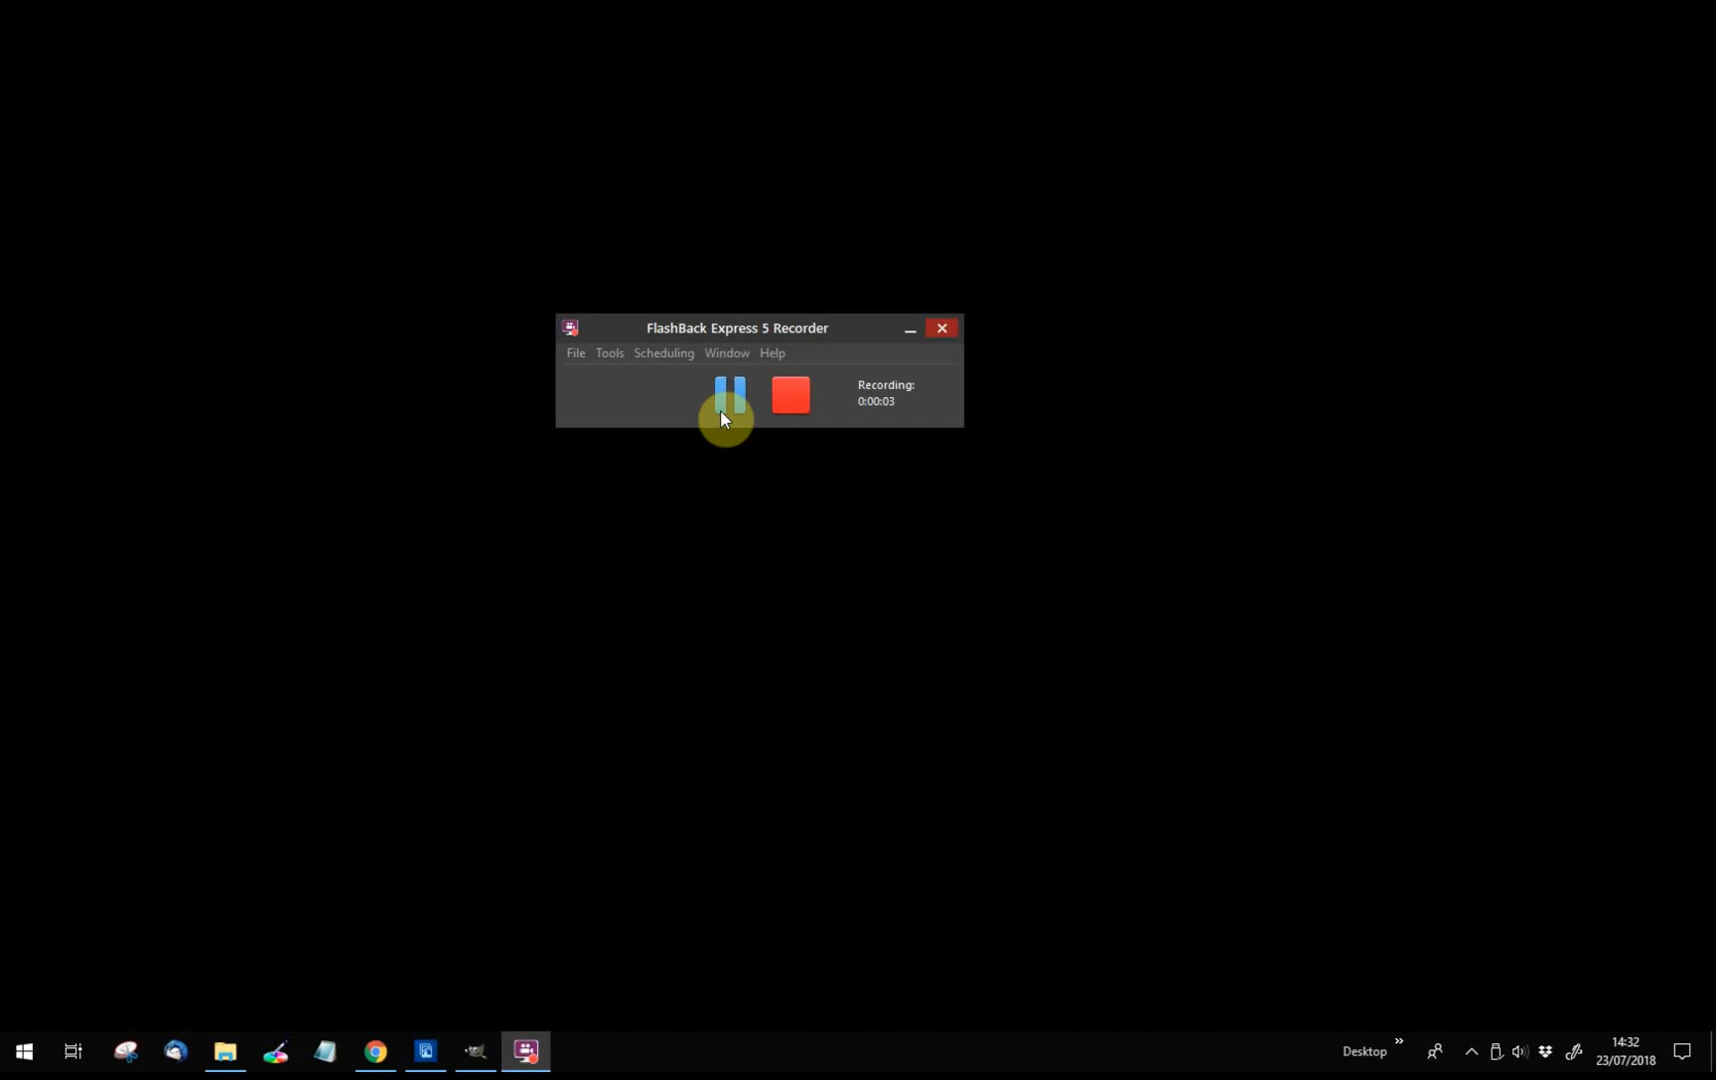 FlashBack Express 5 Recorder
File Tools Scheduling Window Help
Recording:
0:00:03
Desktop
14:32
23/07/2018